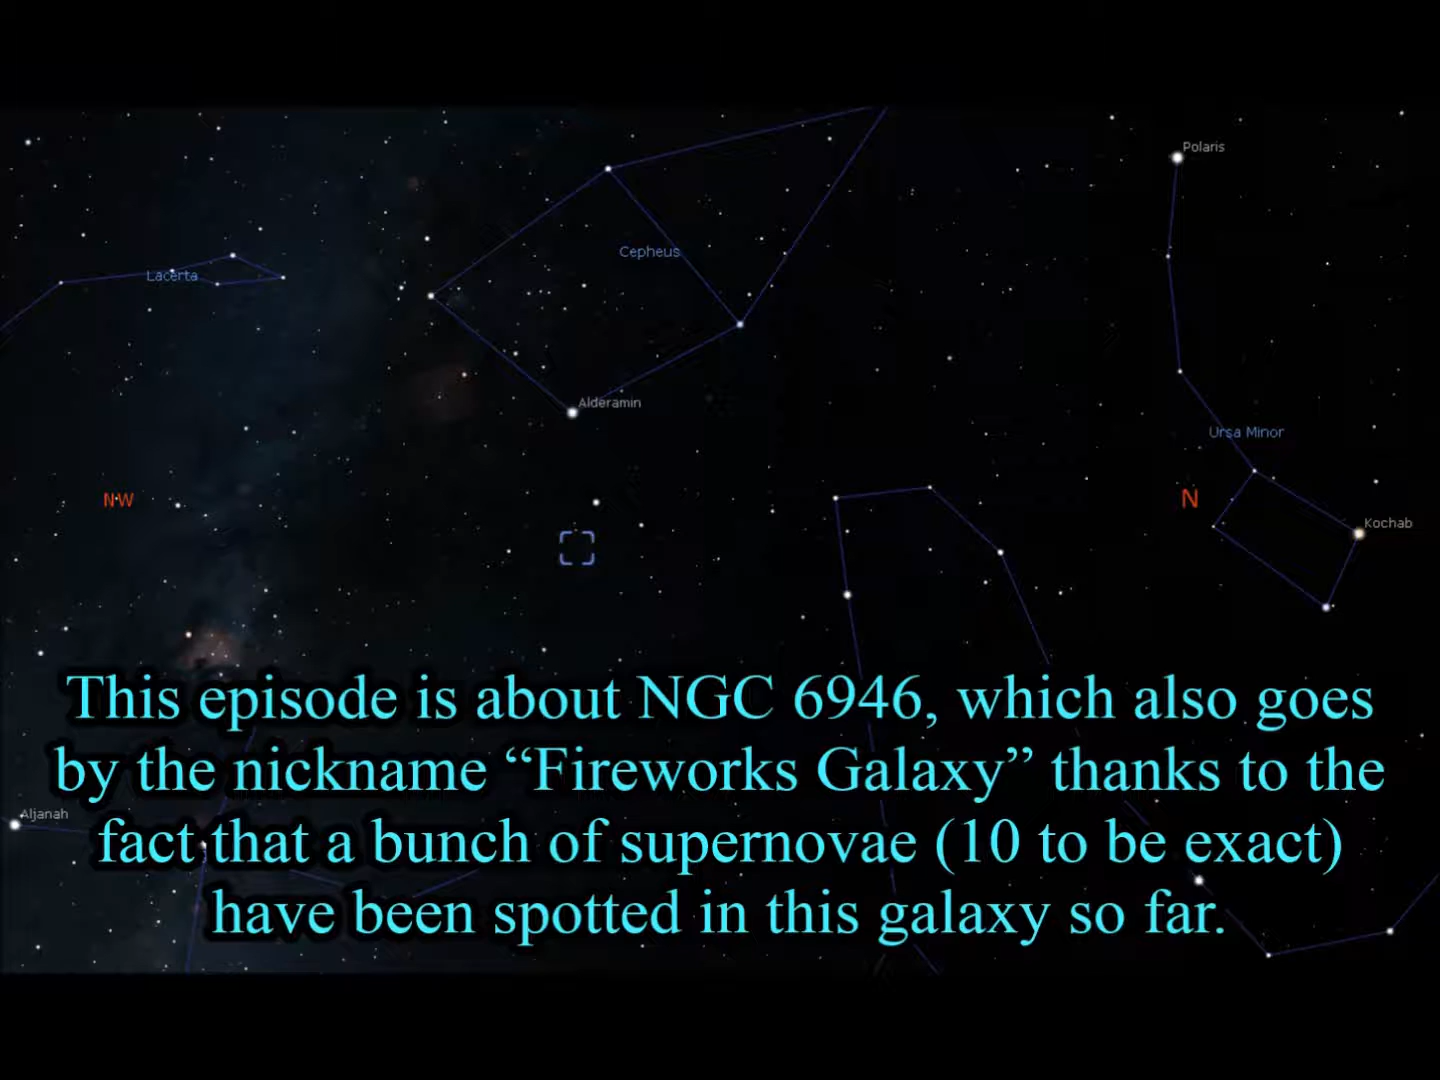 Polaris
Cepheus
Lacerta
Alderamin
Ursa Minor
NW
N
Kochab
This episode is about NGC 6946, which also goes
by the nickname “Fireworks Galaxy” thanks to the
Aljanah
fact that a bunch of supernovae (10 to be exact)
have been spotted in this galaxy so far.